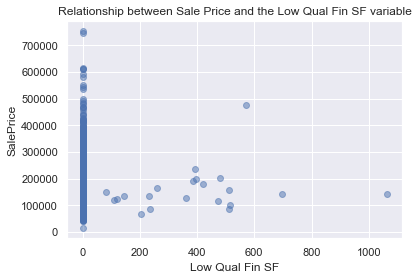 Relationship between Sale Price and the Low Qual Fin SF variable
700000
600000
500000
400000
300000
200000
100000
0
SalePrice
0 200 400 600 800 1000
Low Qual Fin SF